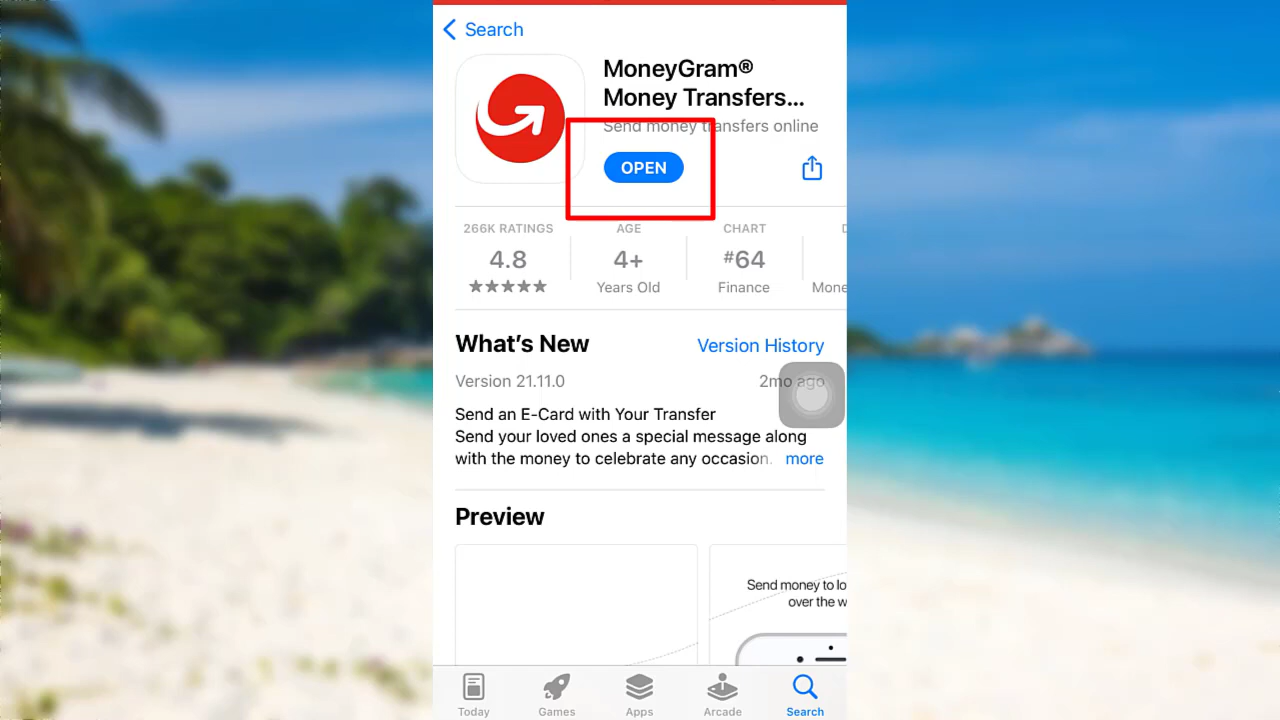 Search
MoneyGram®
Money Transfers...
Send money transfers online
OPEN
266K RATINGS
4.8
AGE
4+
Years Old
CHART
#64
Finance
D
Mone
What's New
Version History
Version 21.11.0
2mo ago
Send an E-Card with Your Transfer
Send your loved ones a special message along
with the money to celebrate any occasion. more
Preview
Send money to lo
over the w
Today
Games
Apps
Arcade
Search